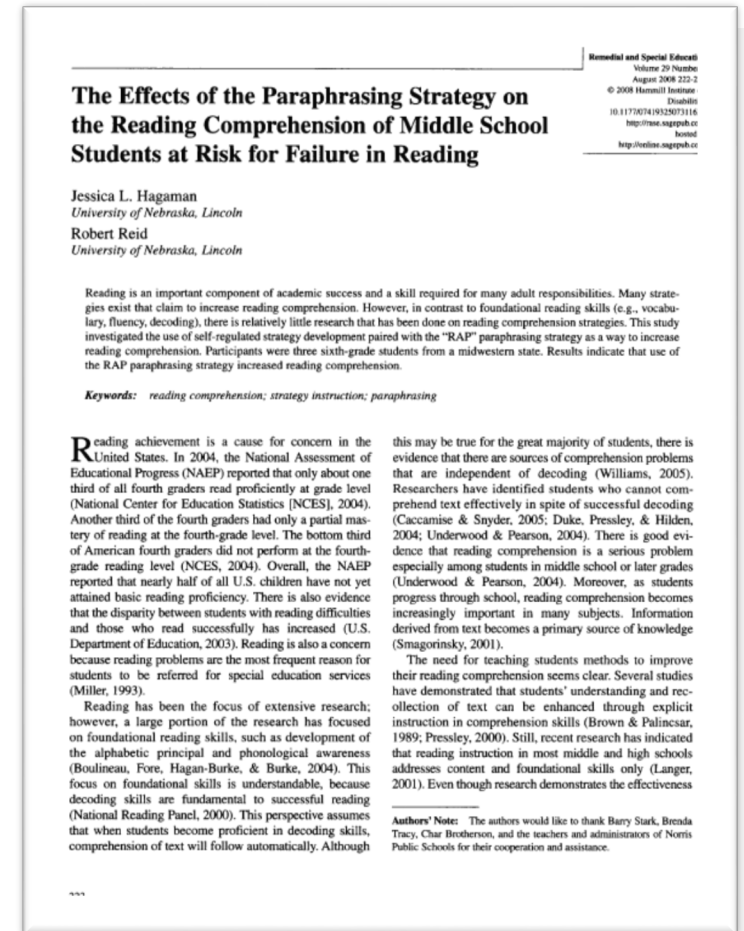 Remedial and Special Educati
Volume 29 Numbe
August 2008 222-2
© 2008 Hammill Institute
Disabilit
10.1177/0741932507311
http://rase.sagepub.cc
hosted
http://online.sagepub.cc
The Effects of the Paraphrasing Strategy on
the Reading Comprehension of Middle School
Students at Risk for Failure in Reading
Jessica L. Hagaman
University of Nebraska, Lincoln
Robert Reid
University of Nebraska, Lincoln
Reading is an important component of academic success and a skill required for many adult responsibilities. Many strate-
gies exist that claim to increase reading comprehension. However, in contrast to foundational reading skills (e.g., vocabu-
lary, fluency, decoding), there is relatively little research that has been done on reading comprehension strategies. This study
investigated the use of self-regulated strategy development paired with the “RAP” paraphrasing strategy as a way to increase
reading comprehension. Participants were three sixth-grade students from a midwestern state. Results indicate that use of
the RAP paraphrasing strategy increased reading comprehension.
Keywords: reading comprehension; strategy instruction; paraphrasing
Reading achievement is a cause for concern in the
United States. In 2004, the National Assessment of
Educational Progress (NAEP) reported that only about one
third of all fourth graders read proficiently at grade level
(National Center for Education Statistics [NCES], 2004).
Another third of the fourth graders had only a partial mas-
tery of reading at the fourth-grade level. The bottom third
of American fourth graders did not perform at the fourth-
grade reading level (NCES, 2004). Overall, the NAEP
reported that nearly half of all U.S. children have not yet
attained basic reading proficiency. There is also evidence
that the disparity between students with reading difficulties
and those who read successfully has increased (U.S.
Department of Education, 2003). Reading is also a concern
because reading problems are the most frequent reason for
students to be referred for special education services
(Miller, 1993).
Reading has been the focus of extensive research;
however, a large portion of the research has focused
on foundational reading skills, such as development of
the alphabetic principal and phonological awareness
(Boulineau, Fore, Hagan-Burke, & Burke, 2004). This
focus on foundational skills is understandable, because
decoding skills are fundamental to successful reading
(National Reading Panel, 2000). This perspective assumes
that when students become proficient in decoding skills,
comprehension of text will follow automatically. Although
this may be true for the great majority of students, there is
evidence that there are sources of comprehension problems
that are independent of decoding (Williams, 2005).
Researchers have identified students who cannot com-
prehend text effectively in spite of successful decoding
(Caccamise & Snyder, 2005; Duke, Pressley, & Hilden,
2004; Underwood & Pearson, 2004). There is good evi-
dence that reading comprehension is a serious problem
especially among students in middle school or later grades
(Underwood & Pearson, 2004). Moreover, as students
progress through school, reading comprehension becomes
increasingly important in many subjects. Information
derived from text becomes a primary source of knowledge
(Smagorinsky, 2001).
The need for teaching students methods to improve
their reading comprehension seems clear. Several studies
have demonstrated that students’ understanding and rec-
ollection of text can be enhanced through explicit
instruction in comprehension skills (Brown & Palincsar,
1989; Pressley, 2000). Still, recent research has indicated
that reading instruction in most middle and high schools
addresses content and foundational skills only (Langer,
2001). Even though research demonstrates the effectiveness
Authors’ Note: The authors would like to thank Barry Stark, Brenda
Tracy, Char Brotherson, and the teachers and administrators of Norris
Public Schools for their cooperation and assistance.